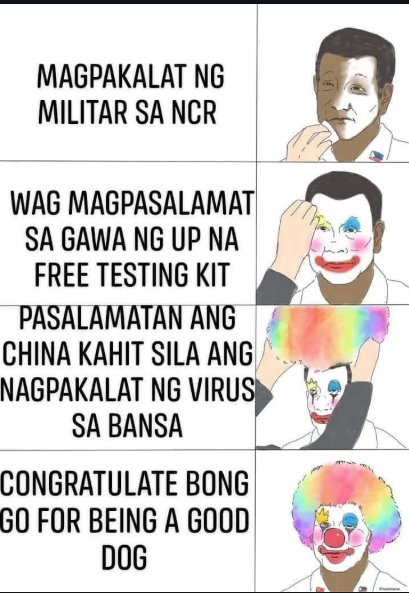 MAGPAKALAT NG
MILITAR SA NCR
WAG MAGPASALAMAT
SA GAWA NG UP NA
FREE TESTING KIT
PASALAMATAN ANG
CHINA KAHIT SILA ANG
NAGPAKALAT NG VIRUS
SA BANSA
CONGRATULATE BONG
GO FOR BEING A GOOD
DOG